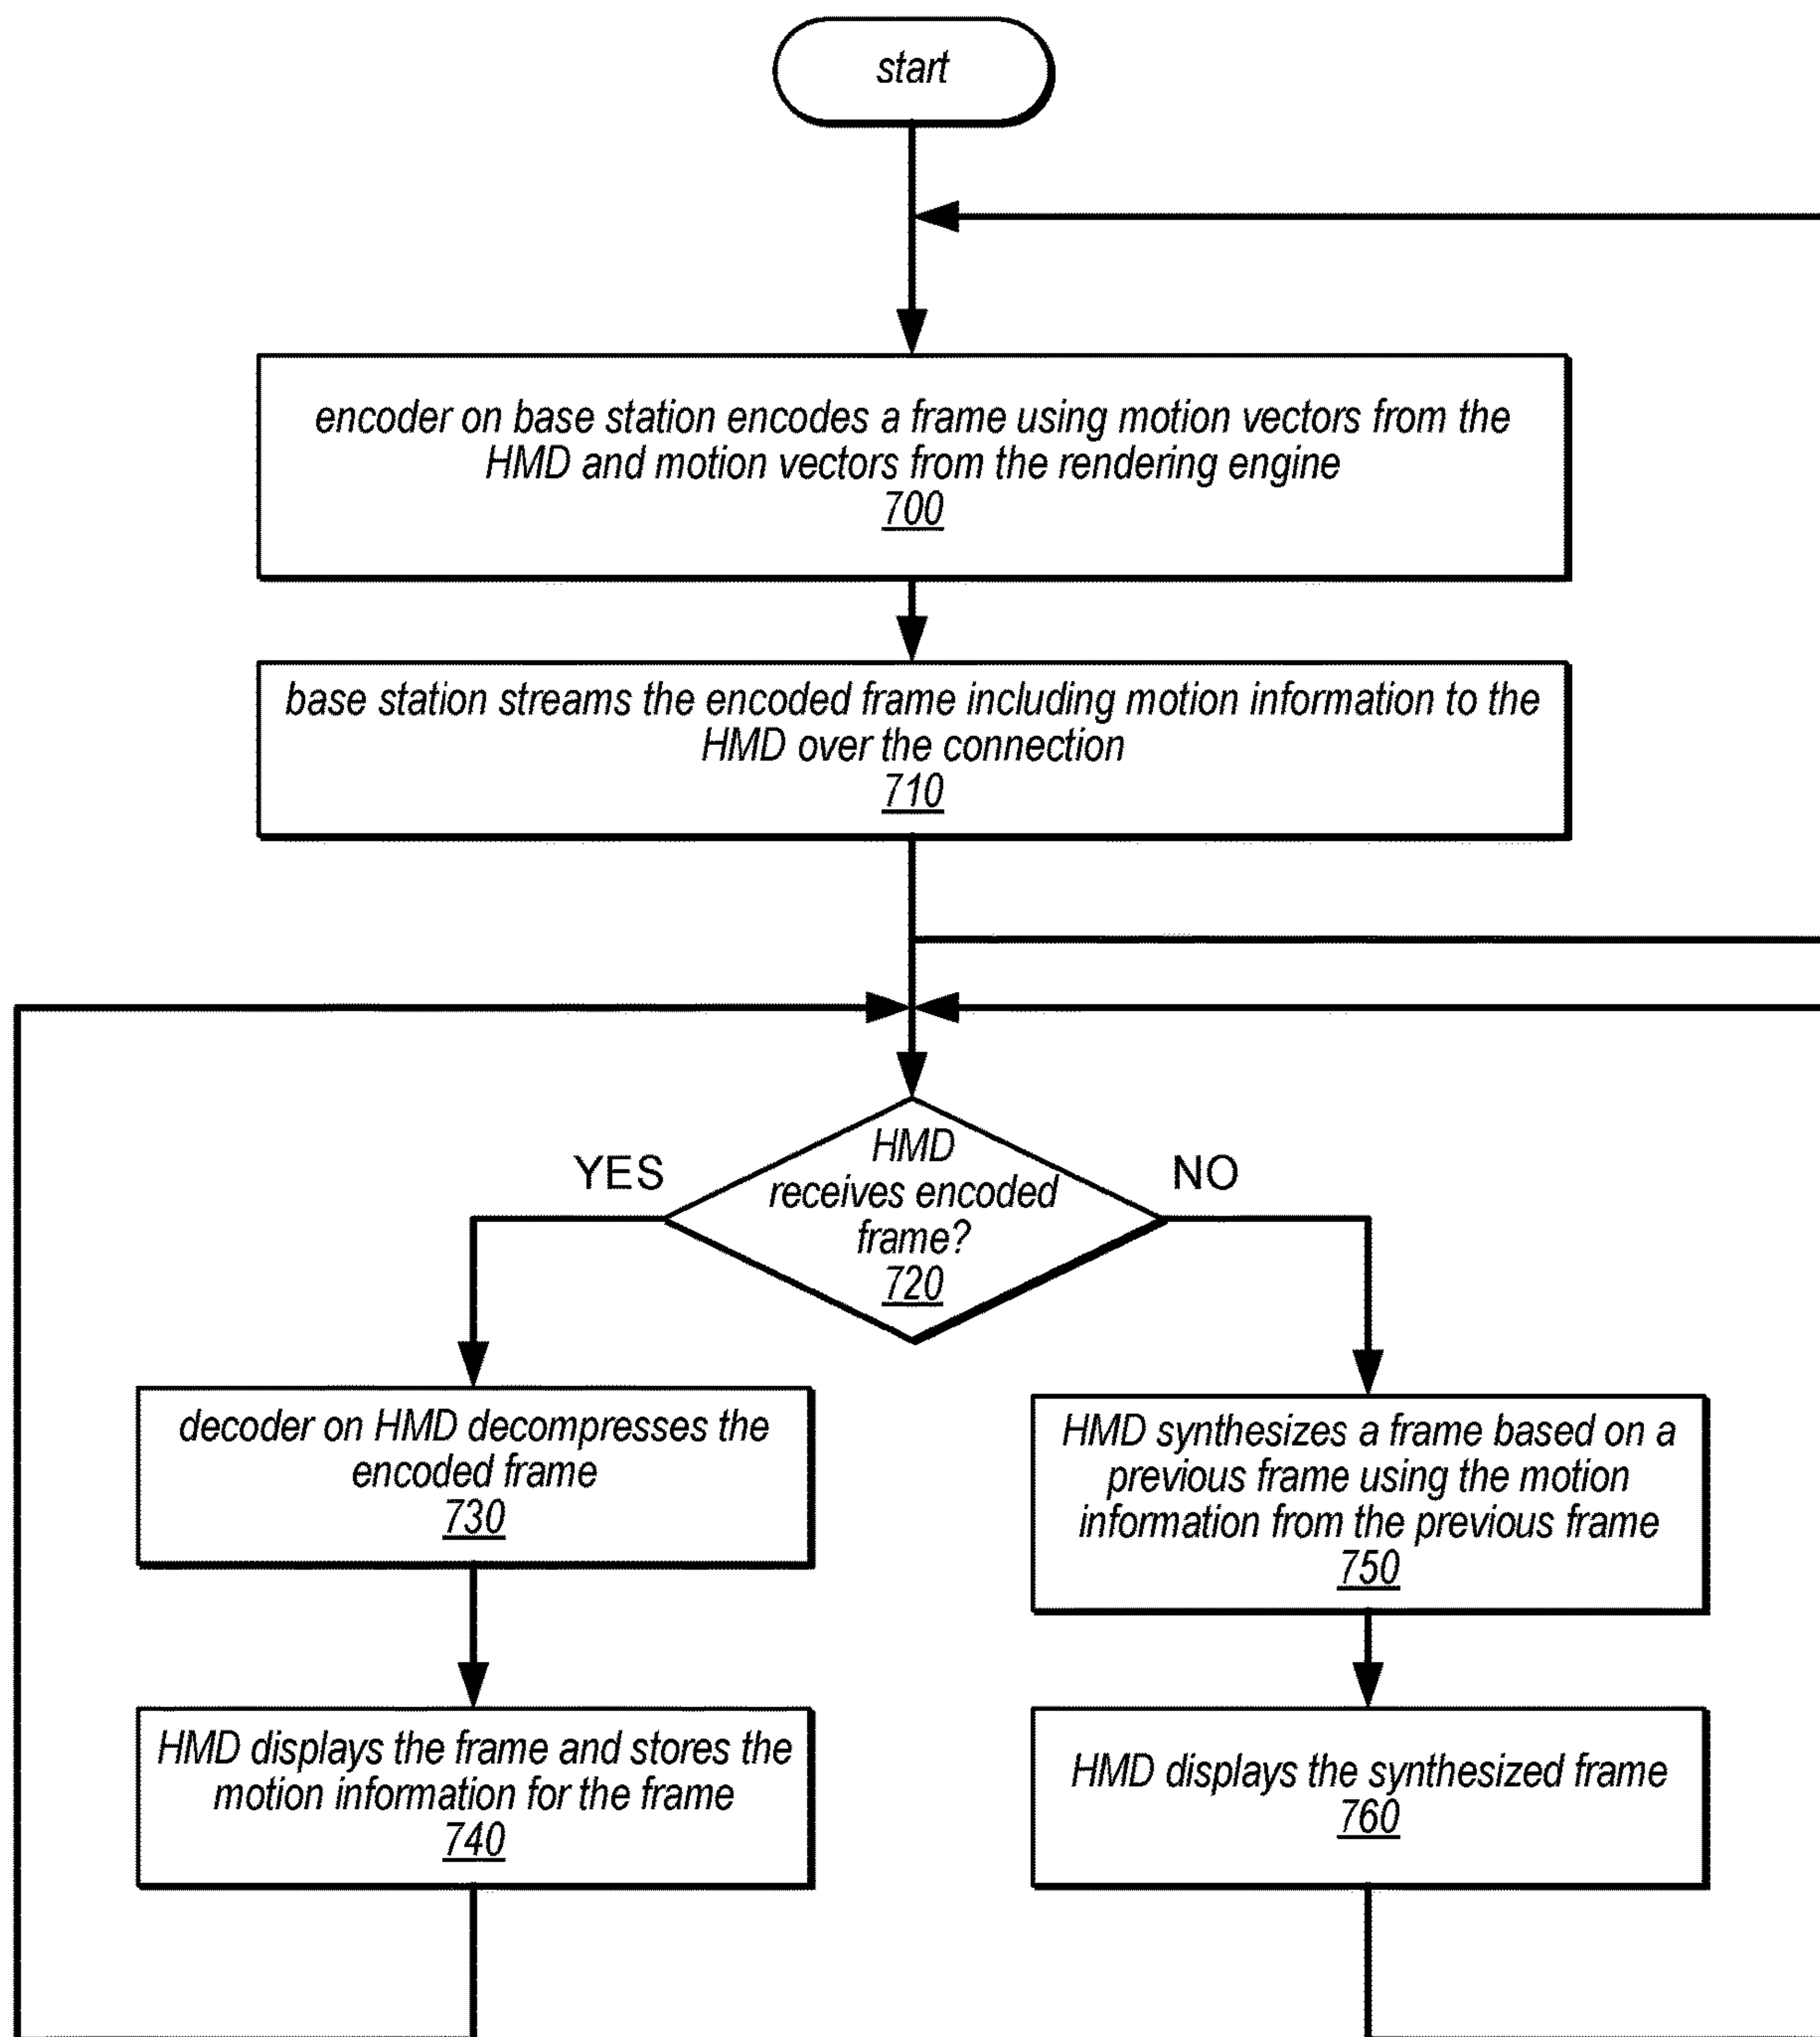 start
encoder on base station encodes a frame using motion vectors from the
HMD and motion vectors from the rendering engine
700
base station streams the encoded frame including motion information to the
HMD over the connection
710
HMD
receives encoded
frame?
720
YES
NO
decoder on HMD decompresses the
encoded frame
730
HMD synthesizes a frame based on a
previous frame using the motion
information from the previous frame
750
HMD displays the frame and stores the
motion information for the frame
740
HMD displays the synthesized frame
760